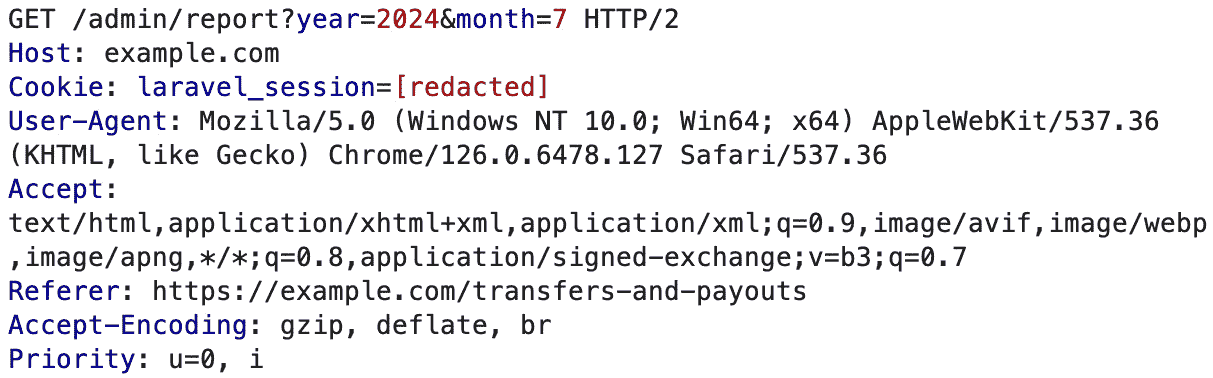 GET /admin/report?year=2024&month=7 HTTP/2
Host: example.com
Cookie: laravel_session=[redacted]
User-Agent: Mozilla/5.0 (Windows NT 10.0; Win64; x64) AppleWebKit/537.36
(KHTML, like Gecko) Chrome/126.0.6478.127 Safari/537.36
Accept:
text/html,application/xhtml+xml,application/xml;q=0.9,image/avif,image/webp
,image/apng,*/*;q=0.8,application/signed-exchange;v=b3;q=0.7
Referer: https://example.com/transfers-and-payouts
Accept-Encoding: gzip, deflate, br
Priority: u=0, i